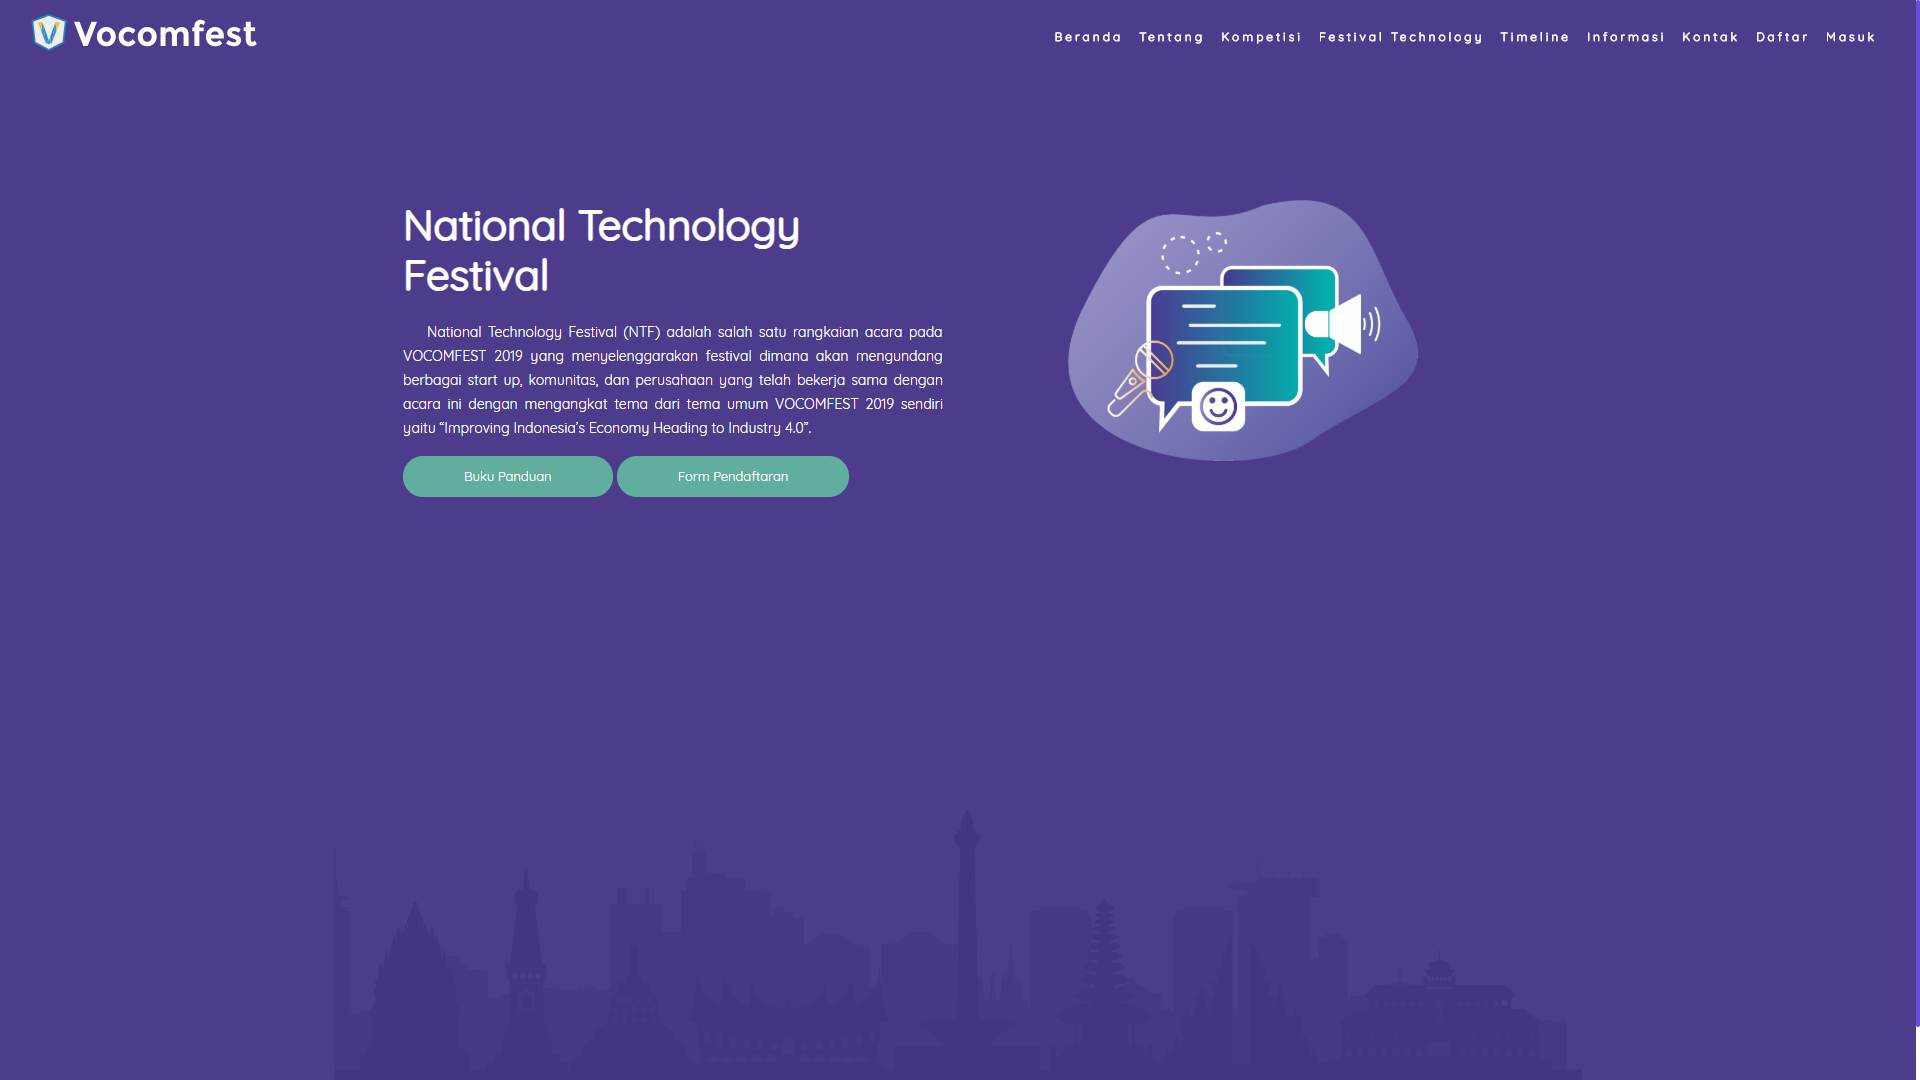 Vocomfest
Beranda Tentang Kompetisi Festival Technology Timeline Informasi Kontak Daftar Masuk
National Technology
Festival
National Technology Festival (NTF) adalah salah satu rangkaian acara pada
VOCOMFEST 2019 yang menyelenggarakan festival dimana akan mengundang
berbagai start up, komunitas, dan perusahaan yang telah bekerja sama dengan
acara ini dengan mengangkat tema dari tema umum VOCOMFEST 2019 sendiri
yaitu “Improving Indonesia’s Economy Heading to Industry 4.0”.
Buku Panduan Form Pendaftaran